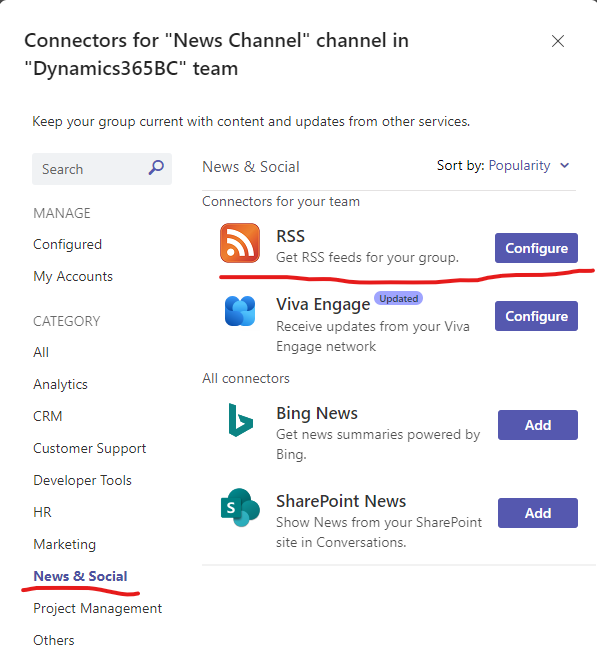 Connectors for "News Channel" channel in
"Dynamics365BC" team
Keep your group current with content and updates from other services.
Search
MANAGE
Configured
My Accounts
CATEGORY
All
Analytics
CRM
Customer Support
Developer Tools
HR
Marketing
News & Social
Project Management
Others
News & Social
Sort by: Popularity
Connectors for your team
RSS
Get RSS feeds for your group.
Configure
Viva Engage Updated
Receive updates from your Viva
Engage network
Configure
All connectors
Bing News
Get news summaries powered by
Bing.
Add
S
SharePoint News
Show News from your SharePoint
site in Conversations.
Add